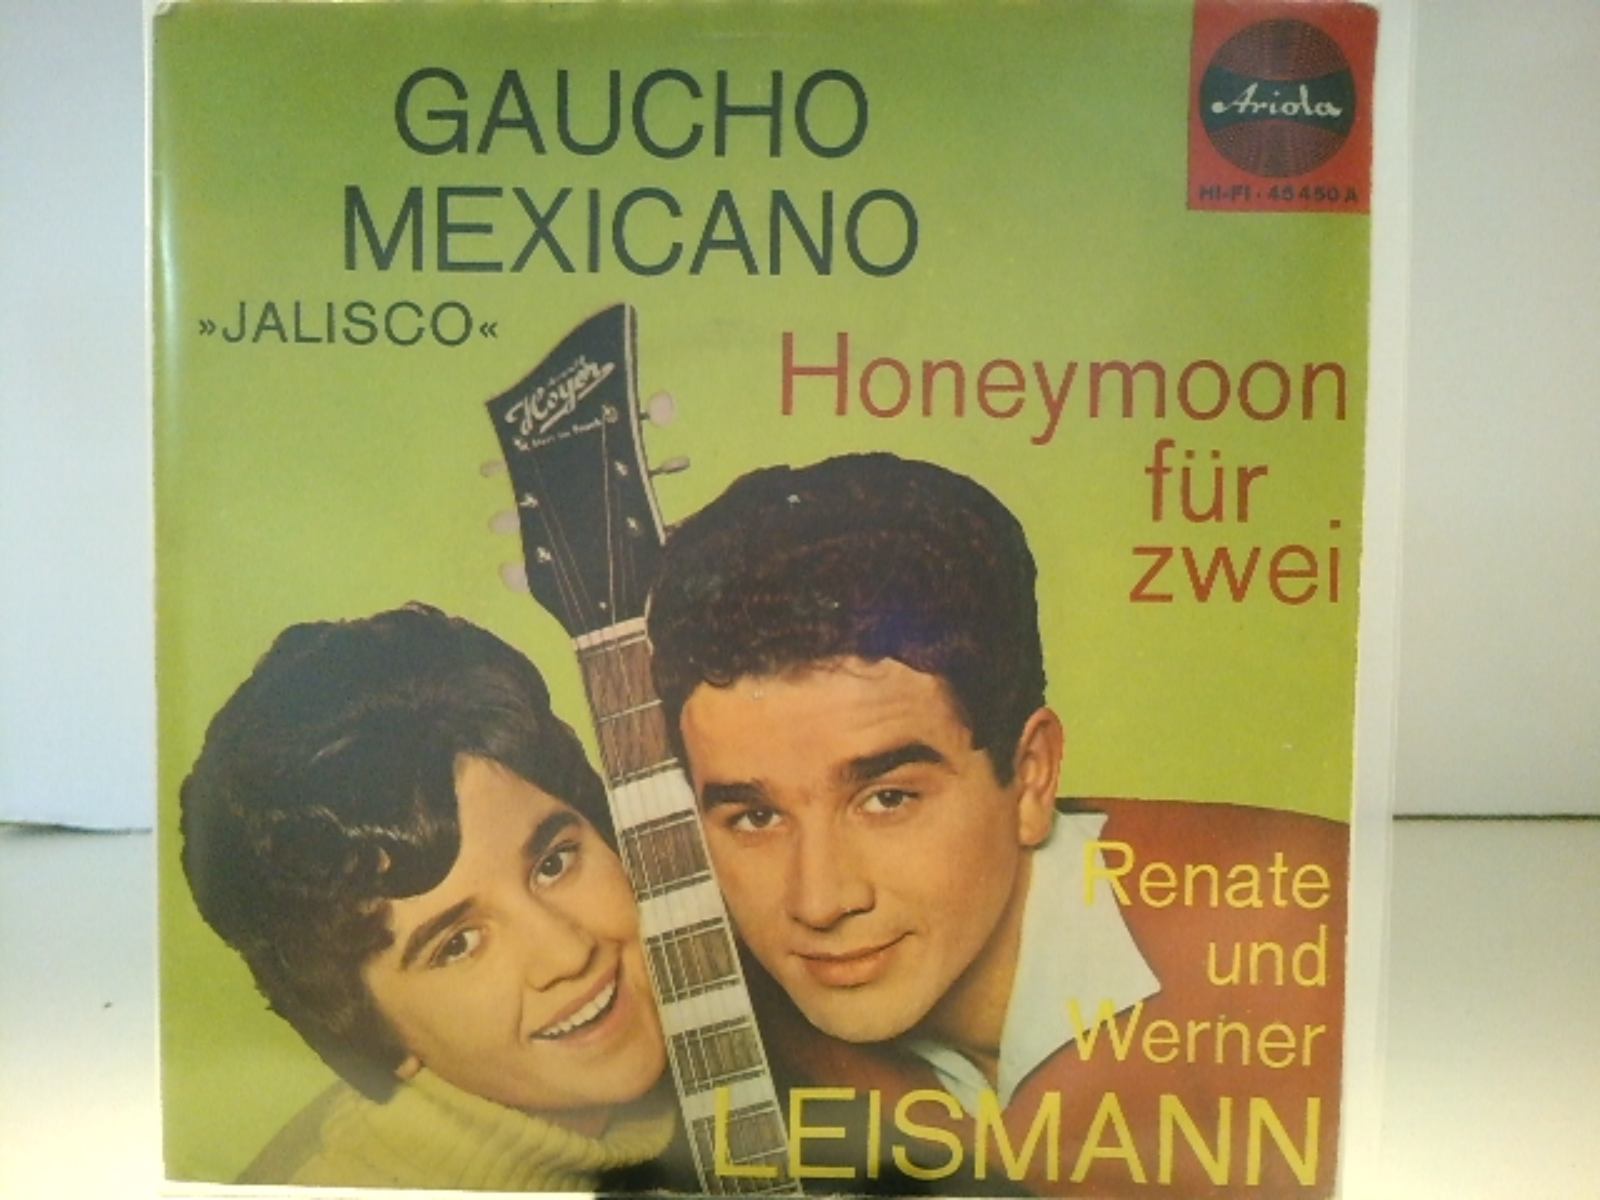 GAUCHO
MEXICANO
»JALISCO«
Ariola
HI-FI · 45 450 A
Hoyer
Honeymoon
für
zwei
Renate
und
Werner
LEISMANN